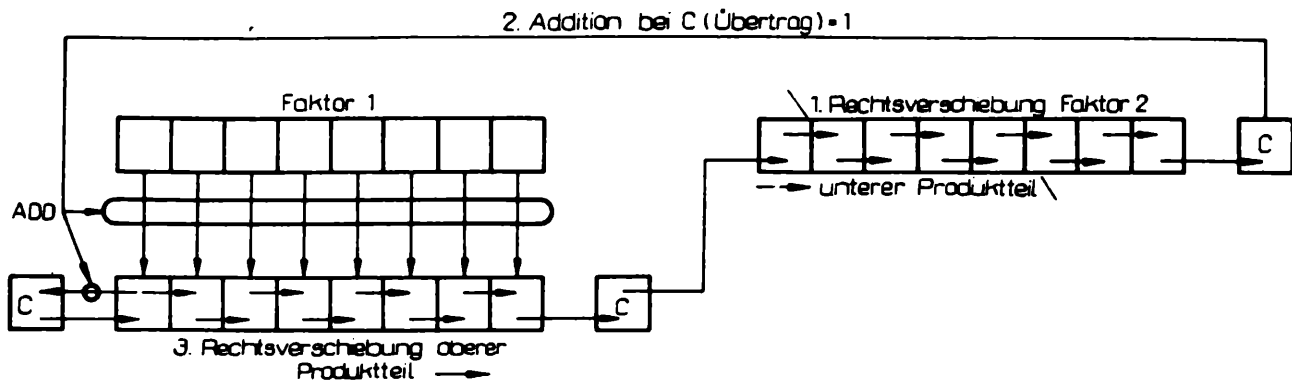 2. Addition bei C (Übertrag)=1
Faktor 1
1. Rechtsverschiebung Faktor 2
C
unterer Produktteil
ADD
C
C
3. Rechtsverschiebung oberer
Produktteil